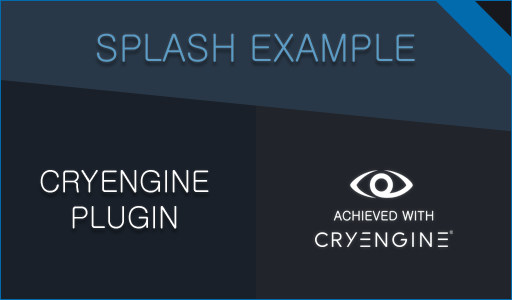 SPLASH EXAMPLE
CRYENGINE
PLUGIN
ACHIEVED WITH
CRYENGINE®